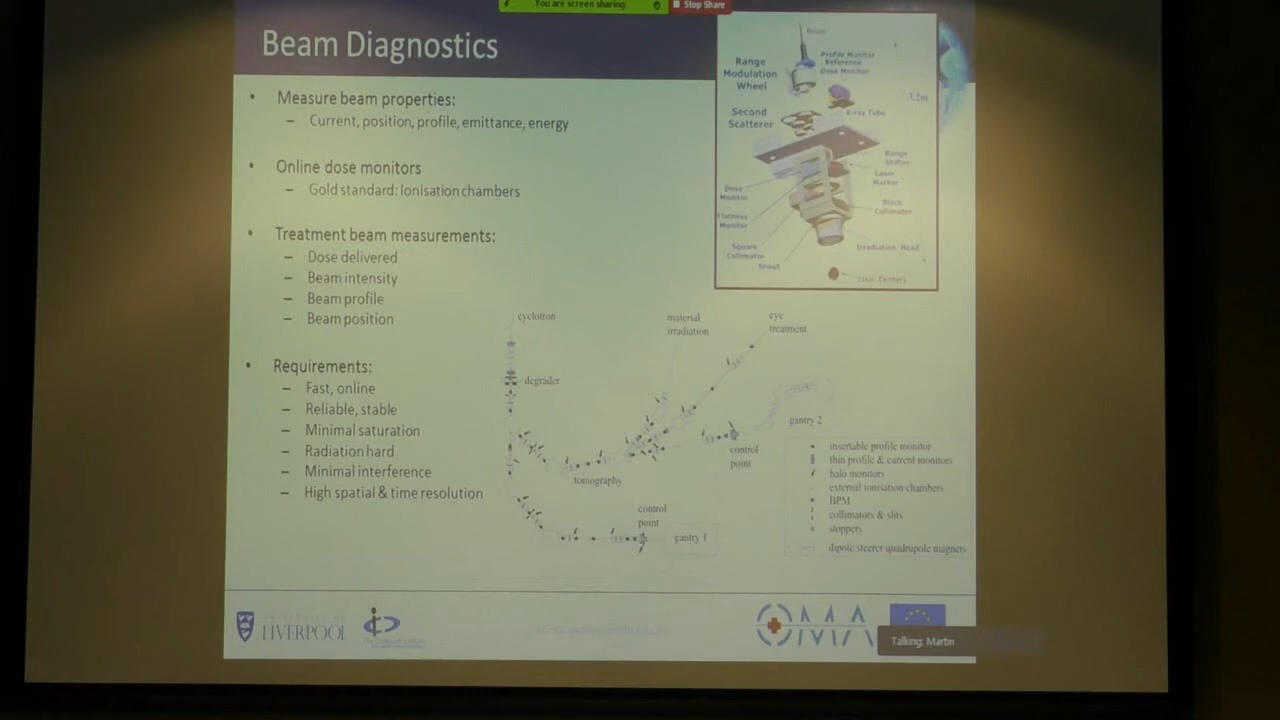 You are screen sharing
Stop Share
Beam Diagnostics
• Measure beam properties:
– Current, position, profile, emittance, energy
• Online dose monitors
– Gold standard: Ionisation chambers
• Treatment beam measurements:
– Dose delivered
– Beam intensity
– Beam profile
– Beam position
• Requirements:
– Fast, online
– Reliable, stable
– Minimal saturation
– Radiation hard
– Minimal interference
– High spatial & time resolution
Beam
Range
Modulation
Wheel
Profile Monitor
Reference
Dose Monitor
3.2m
Second
Scatterer
X-ray Tube
Range
Shifter
Laser
Marker
Dose
Monitor
Block
Collimator
Flatness
Monitor
Square
Collimator
Irradiation Head
Snout
cyclotron
material
irradiation
eye
treatment
degrader
gantry 2
control
point
tomography
control
point
gantry 1
insertable profile monitor
thin profile & current monitors
halo monitors
external ionisation chambers
BPM
collimators & slits
stoppers
dipole steerer quadrupole magnets
LIVERPOOL
OMA
Talking: Martin